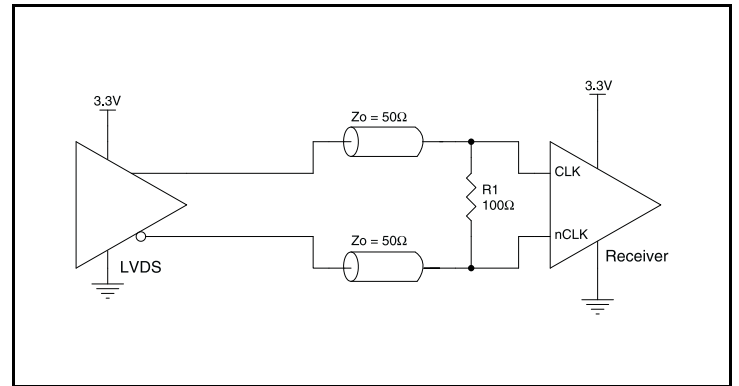 3.3V
3.3V
Zo = 50Ω
CLK
R1
100Ω
nCLK
Zo = 50Ω
LVDS
Receiver